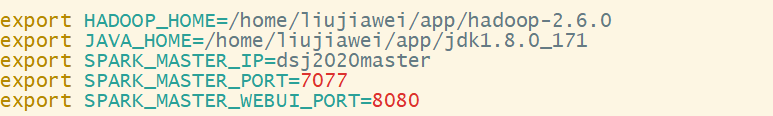 export HADOOP_HOME=/home/liujiawei/app/hadoop-2.6.0
export JAVA_HOME=/home/liujiawei/app/jdk1.8.0_171
export SPARK_MASTER_IP=dsj2020master
export SPARK_MASTER_PORT=7077
export SPARK_MASTER_WEBUI_PORT=8080